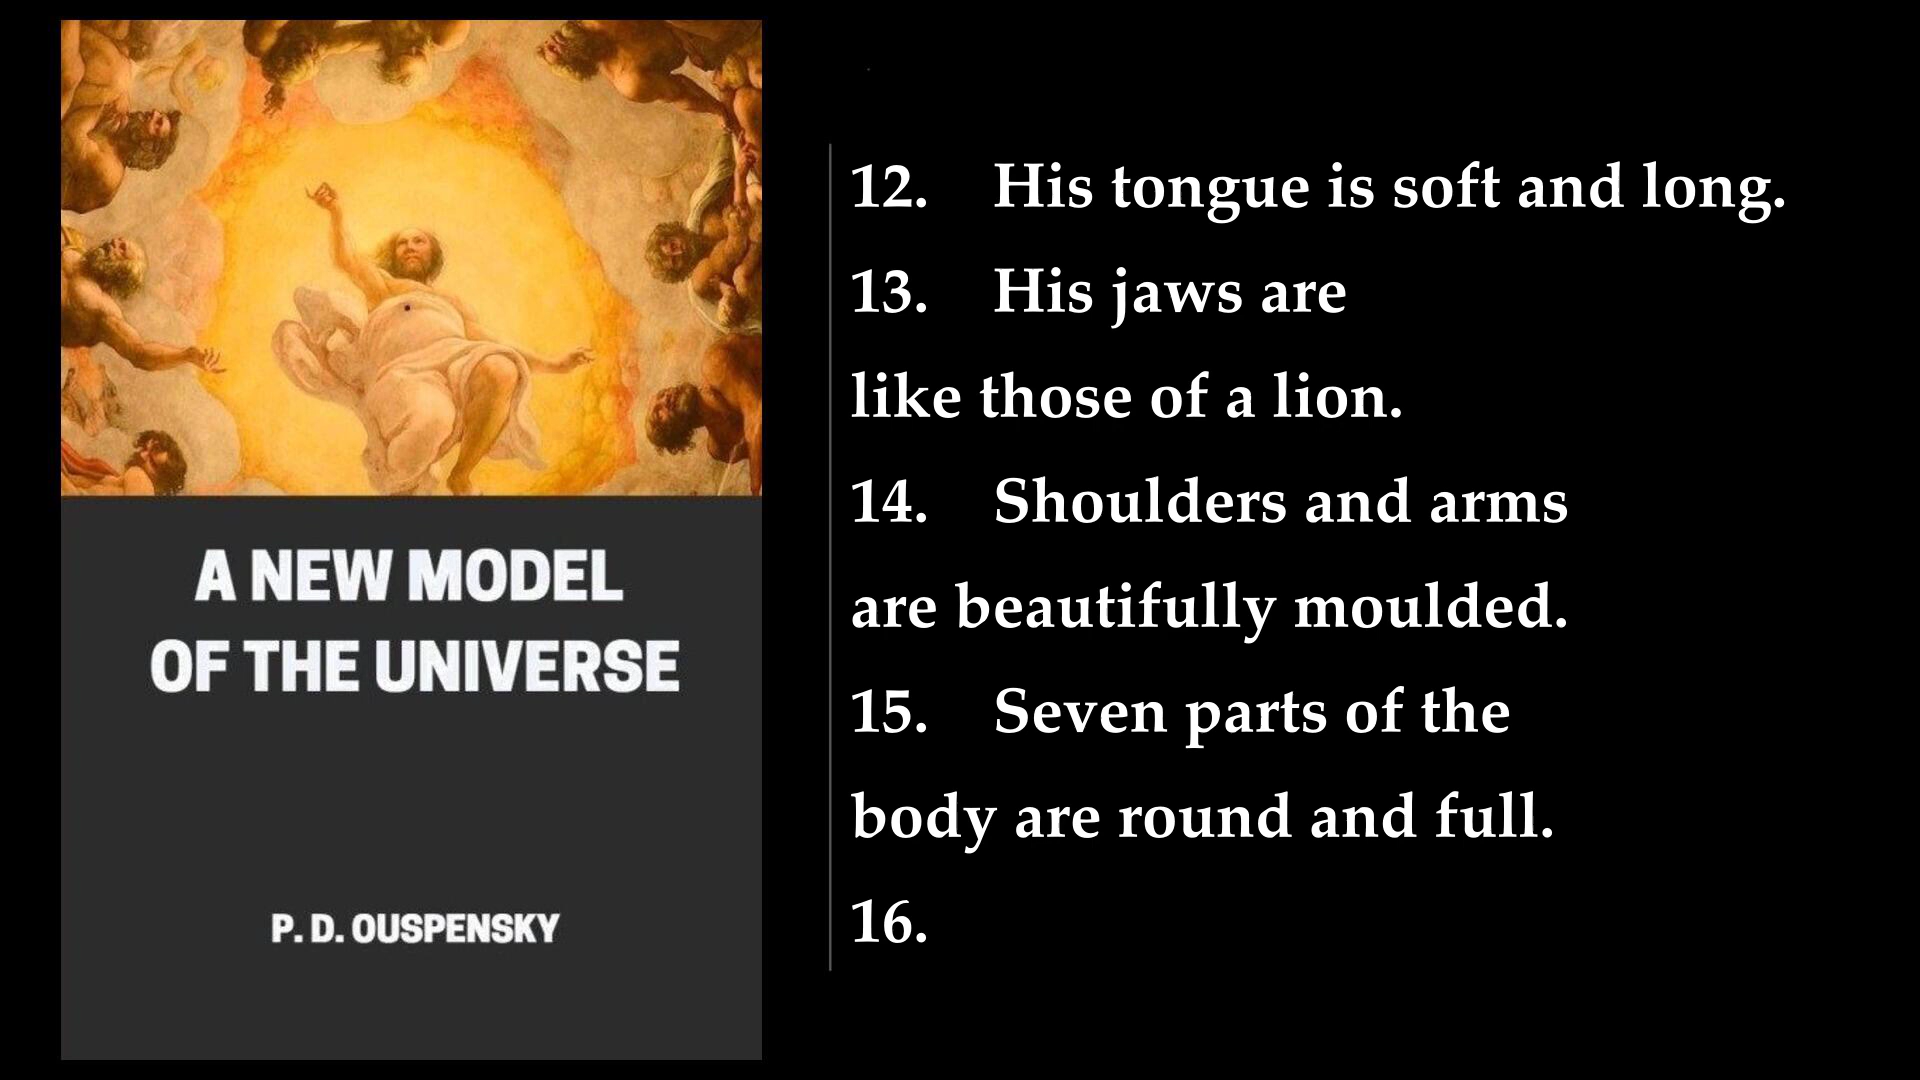 A NEW MODEL
OF THE UNIVERSE
P. D. OUSPENSKY
12. His tongue is soft and long.
13. His jaws are
like those of a lion.
14. Shoulders and arms
are beautifully moulded.
15. Seven parts of the
body are round and full.
16.